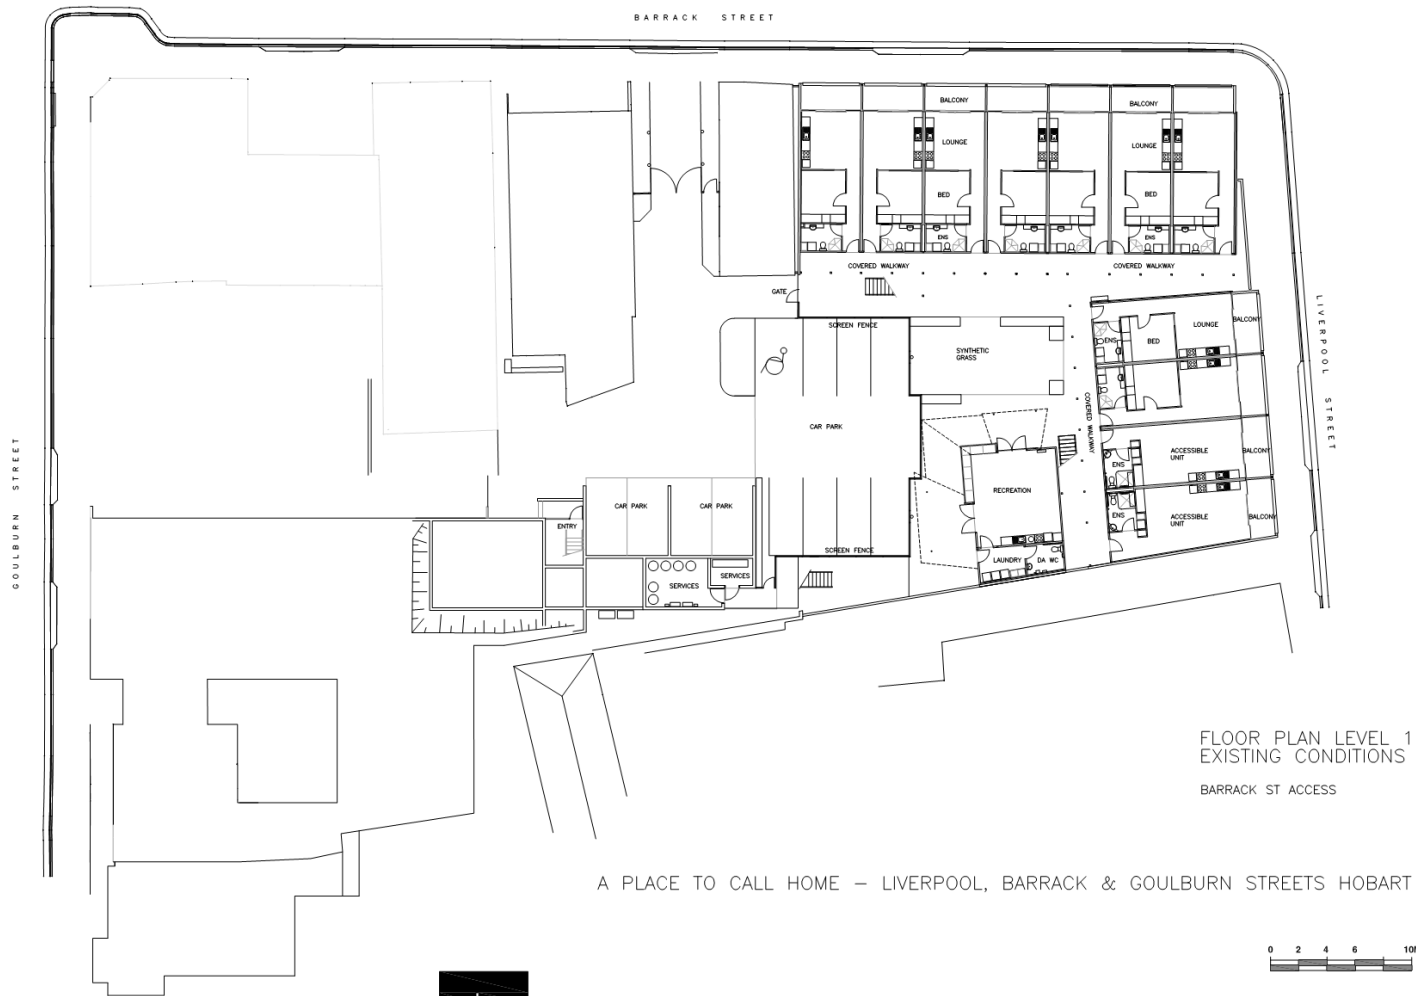 BARRACK STREET
BALCONY
BALCONY
LOUNGE
LOUNGE
BED
BED
ENS
ENS
COVERED WALKWAY
COVERED WALKWAY
GATE
SCREEN FENCE
SYNTHETIC
GRASS
LOUNGE
BALCONY
ENS
BED
LIVERPOOL STREET
COVERED WALKWAY
CAR PARK
ACCESSIBLE
UNIT
BALCONY
ENS
RECREATION
CAR PARK
CAR PARK
ENS
ACCESSIBLE
UNIT
BALCONY
ENTRY
SCREEN FENCE
LAUNDRY
DA WC
SERVICES
SERVICES
GOULBURN STREET
FLOOR PLAN LEVEL 1
EXISTING CONDITIONS
BARRACK ST ACCESS
A PLACE TO CALL HOME – LIVERPOOL, BARRACK & GOULBURN STREETS HOBART
0 2 4 6 10M